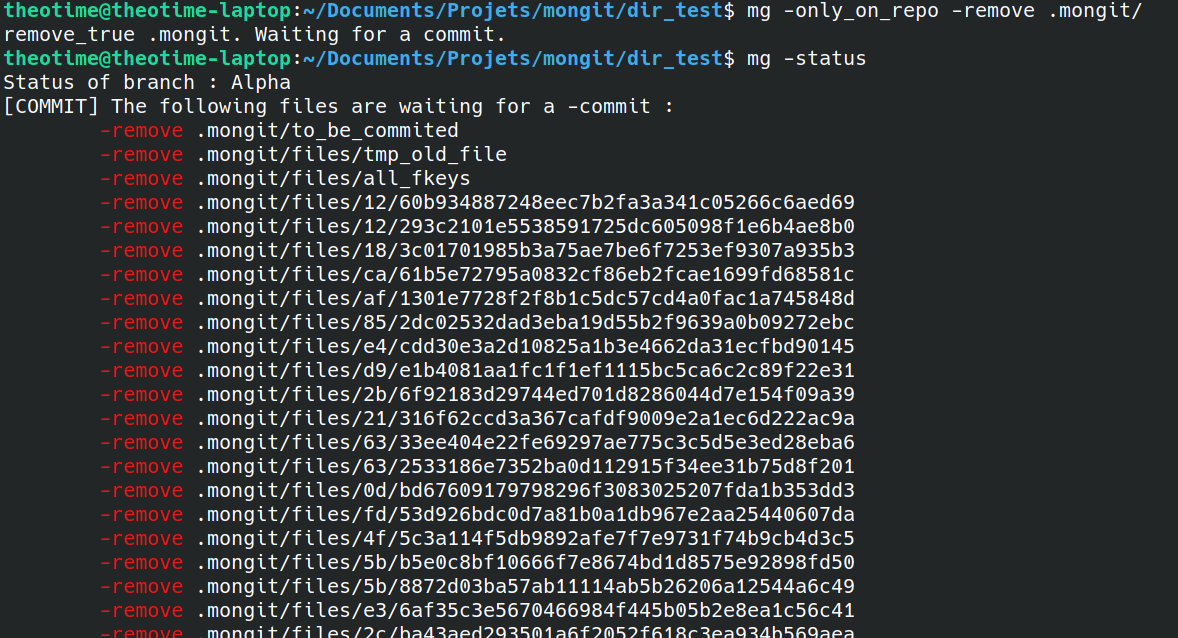 theotime@theotime-laptop:~/Documents/Projets/mongit/dir_test$ mg -only_on_repo -remove .mongit/
remove_true .mongit. Waiting for a commit.
theotime@theotime-laptop:~/Documents/Projets/mongit/dir_test$ mg -status
Status of branch : Alpha
[COMMIT] The following files are waiting for a -commit :
-remove .mongit/to_be_commited
-remove .mongit/files/tmp_old_file
-remove .mongit/files/all_fkeys
-remove .mongit/files/12/60b934887248eec7b2fa3a341c05266c6aed69
-remove .mongit/files/12/293c2101e5538591725dc605098f1e6b4ae8b0
-remove .mongit/files/18/3c01701985b3a75ae7be6f7253ef9307a935b3
-remove .mongit/files/ca/61b5e72795a0832cf86eb2fcae1699fd68581c
-remove .mongit/files/af/1301e7728f2f8b1c5dc57cd4a0fac1a745848d
-remove .mongit/files/85/2dc02532dad3eba19d55b2f9639a0b09272ebc
-remove .mongit/files/e4/cdd30e3a2d10825a1b3e4662da31ecfbd90145
-remove .mongit/files/d9/e1b4081aa1fc1f1ef1115bc5ca6c2c89f22e31
-remove .mongit/files/2b/6f92183d29744ed701d8286044d7e154f09a39
-remove .mongit/files/21/316f62ccd3a367cafdf9009e2a1ec6d222ac9a
-remove .mongit/files/63/33ee404e22fe69297ae775c3c5d5e3ed28eba6
-remove .mongit/files/63/2533186e7352ba0d112915f34ee31b75d8f201
-remove .mongit/files/0d/bd67609179798296f3083025207fda1b353dd3
-remove .mongit/files/fd/53d926bdc0d7a81b0a1db967e2aa25440607da
-remove .mongit/files/4f/5c3a114f5db9892afe7f7e9731f74b9cb4d3c5
-remove .mongit/files/5b/b5e0c8bf10666f7e8674bd1d8575e92898fd50
-remove .mongit/files/5b/8872d03ba57ab11114ab5b26206a12544a6c49
-remove .mongit/files/e3/6af35c3e5670466984f445b05b2e8ea1c56c41
-remove .mongit/files/2c/ba43aed293501a6f2052f618c3ea934b569aea